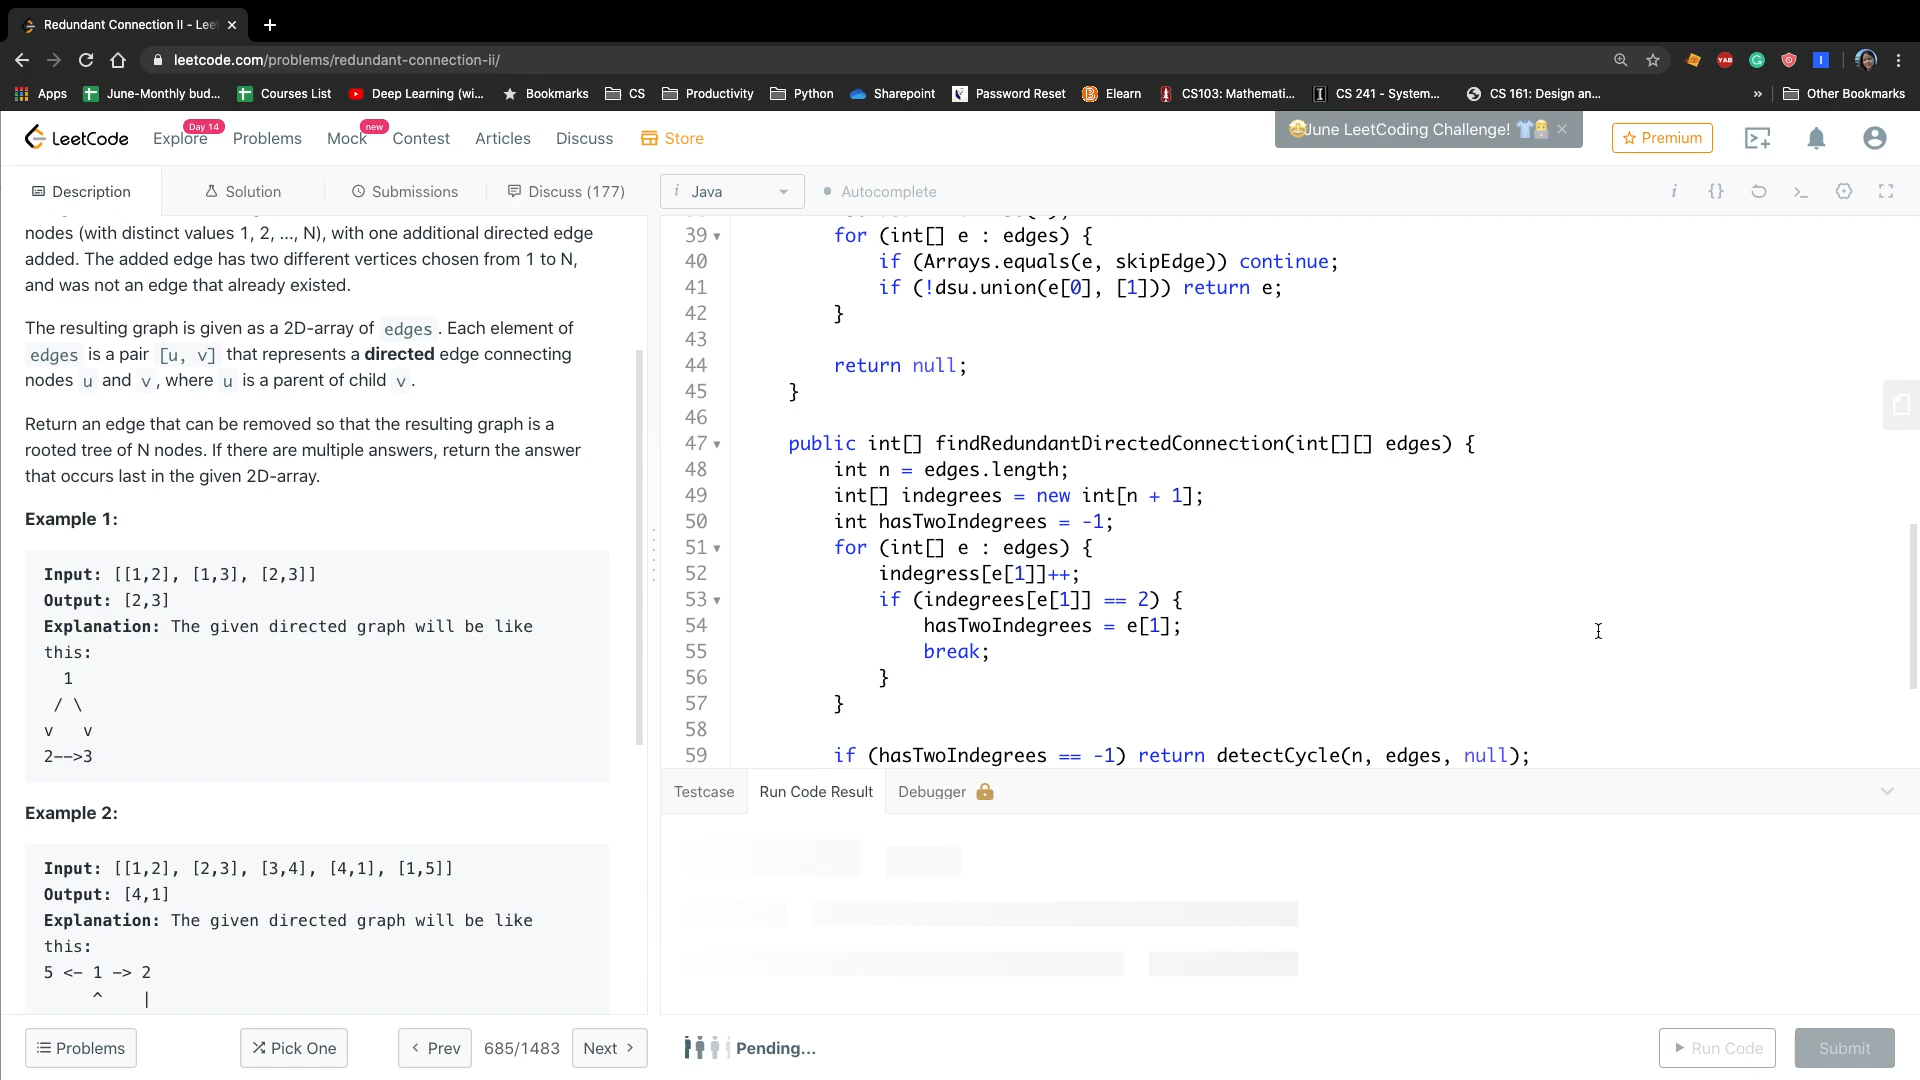 Redundant Connection II - Lee
leetcode.com/problems/redundant-connection-ii/
YAB
Apps June-Monthly bud... Courses List Deep Learning (wi... Bookmarks CS Productivity Python Sharepoint Password Reset Elearn CS103: Mathemati... CS 241 - System... CS 161: Design an... » Other Bookmarks
LeetCode Explore Day 14 Problems Mock new Contest Articles Discuss Store June LeetCoding Challenge! Premium
Description Solution Submissions Discuss (177) i Java Autocomplete
nodes (with distinct values 1, 2, ..., N), with one additional directed edge
added. The added edge has two different vertices chosen from 1 to N,
and was not an edge that already existed.
The resulting graph is given as a 2D-array of edges . Each element of
edges is a pair [u, v] that represents a directed edge connecting
nodes u and v , where u is a parent of child v .
Return an edge that can be removed so that the resulting graph is a
rooted tree of N nodes. If there are multiple answers, return the answer
that occurs last in the given 2D-array.
Example 1:
Input: [[1,2], [1,3], [2,3]]
Output: [2,3]
Explanation: The given directed graph will be like
this:
1
/ \
v v
2-->3
Example 2:
Input: [[1,2], [2,3], [3,4], [4,1], [1,5]]
Output: [4,1]
Explanation: The given directed graph will be like
this:
5 <- 1 -> 2
^ |
39 for (int[] e : edges) {
40 if (Arrays.equals(e, skipEdge)) continue;
41 if (!dsu.union(e[0], [1])) return e;
42 }
43
44 return null;
45 }
46
47 public int[] findRedundantDirectedConnection(int[][] edges) {
48 int n = edges.length;
49 int[] indegrees = new int[n + 1];
50 int hasTwoIndegrees = -1;
51 for (int[] e : edges) {
52 indegress[e[1]]++;
53 if (indegrees[e[1]] == 2) {
54 hasTwoIndegrees = e[1];
55 break;
56 }
57 }
58
59 if (hasTwoIndegrees == -1) return detectCycle(n, edges, null);
Testcase Run Code Result Debugger
Problems Pick One Prev 685/1483 Next Pending... Run Code Submit